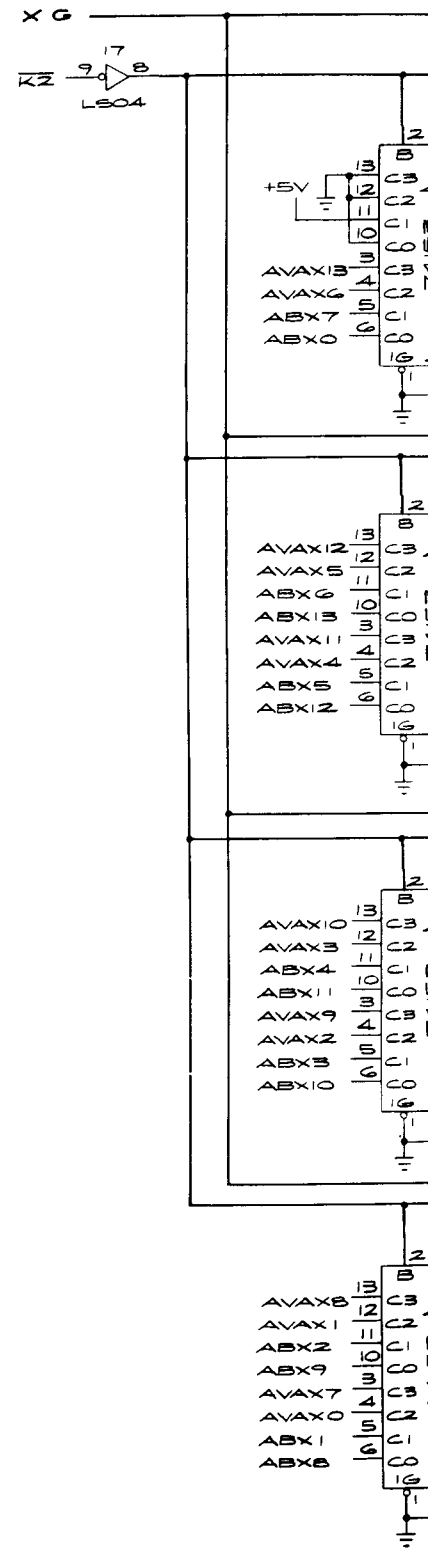 X G
17
K2 9 8
LS04
2
B
13 C3
+5V 12 C2
11 C1
10 C0
AVAX13 3 C3
AVAX6 4 C2
ABX7 5 C1
ABX0 6 C0
1G
1
2
B
AVAX12 13 C3
AVAX5 12 C2
ABX6 11 C1
ABX13 10 C0
AVAX11 3 C3
AVAX4 4 C2
ABX5 5 C1
ABX12 6 C0
1G
1
2
B
AVAX10 13 C3
AVAX3 12 C2
ABX4 11 C1
ABX11 10 C0
AVAX9 3 C3
AVAX2 4 C2
ABX3 5 C1
ABX10 6 C0
1G
1
2
B
AVAX8 13 C3
AVAX1 12 C2
ABX2 11 C1
ABX9 10 C0
AVAX7 3 C3
AVAX0 4 C2
ABX1 5 C1
ABX8 6 C0
1G
1